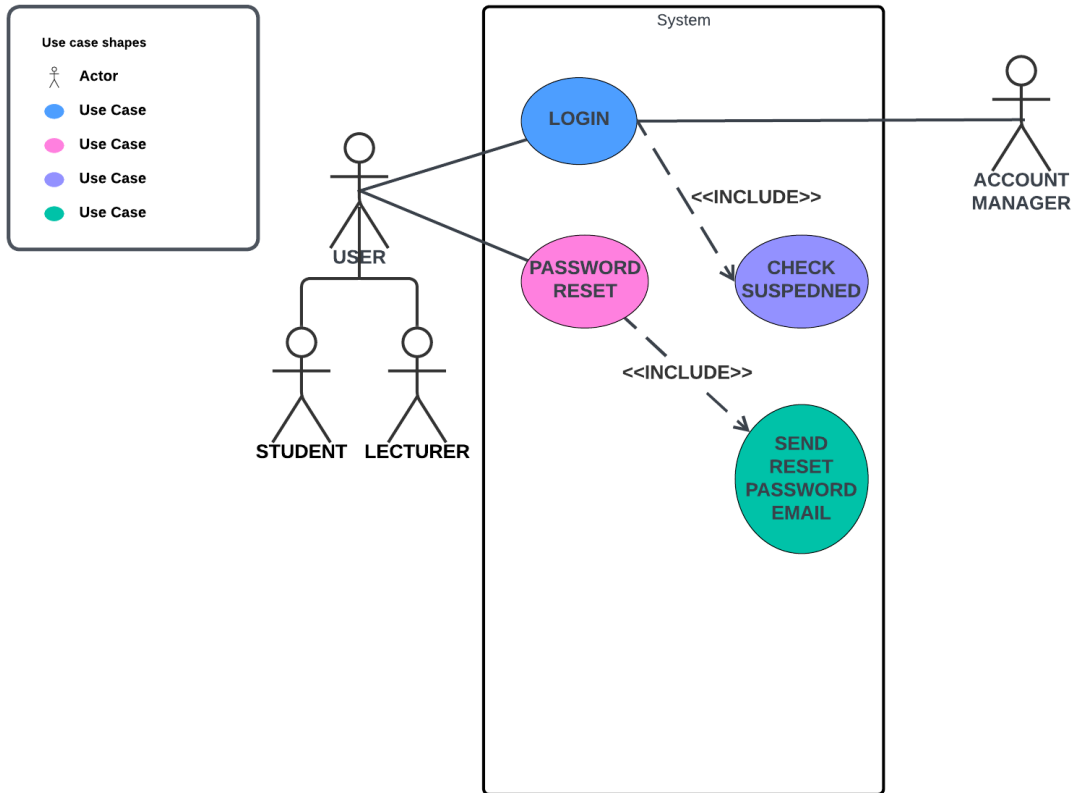 Use case shapes
Actor
Use Case
Use Case
Use Case
Use Case
System
LOGIN
ACCOUNT
MANAGER
<<INCLUDE>>
USER
PASSWORD
RESET
CHECK
SUSPEDNED
<<INCLUDE>>
STUDENT
LECTURER
SEND
RESET
PASSWORD
EMAIL